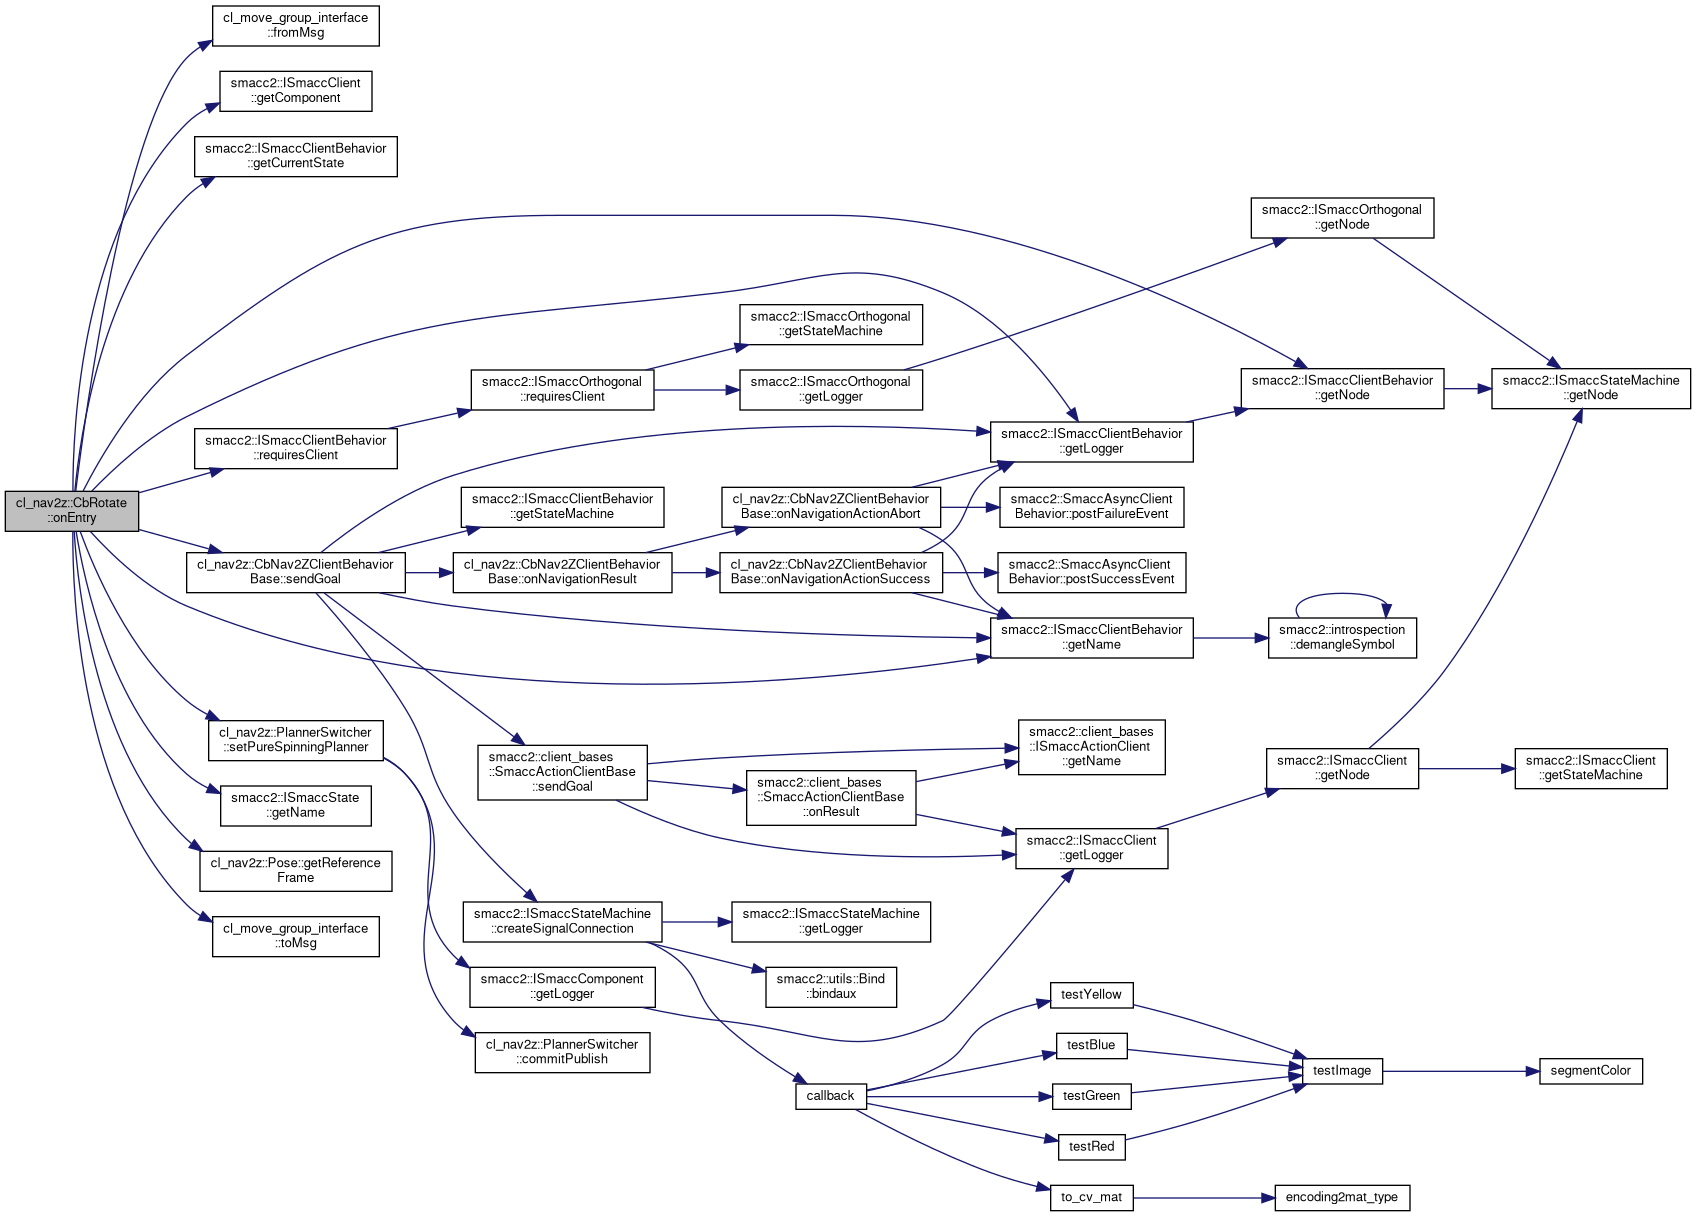 cl_move_group_interface
::fromMsg
smacc2::ISmaccClient
::getComponent
smacc2::ISmaccClientBehavior
::getCurrentState
smacc2::ISmaccOrthogonal
::getNode
smacc2::ISmaccOrthogonal
::getStateMachine
smacc2::ISmaccOrthogonal
::requiresClient
smacc2::ISmaccOrthogonal
::getLogger
smacc2::ISmaccClientBehavior
::getNode
smacc2::ISmaccStateMachine
::getNode
smacc2::ISmaccClientBehavior
::requiresClient
smacc2::ISmaccClientBehavior
::getLogger
cl_nav2z::CbRotate
::onEntry
smacc2::ISmaccClientBehavior
::getStateMachine
cl_nav2z::CbNav2ZClientBehavior
Base::onNavigationActionAbort
smacc2::SmaccAsyncClient
Behavior::postFailureEvent
cl_nav2z::CbNav2ZClientBehavior
Base::sendGoal
cl_nav2z::CbNav2ZClientBehavior
Base::onNavigationResult
cl_nav2z::CbNav2ZClientBehavior
Base::onNavigationActionSuccess
smacc2::SmaccAsyncClient
Behavior::postSuccessEvent
smacc2::ISmaccClientBehavior
::getName
smacc2::introspection
::demangleSymbol
cl_nav2z::PlannerSwitcher
::setPureSpinningPlanner
smacc2::client_bases
::SmaccActionClientBase
::sendGoal
smacc2::client_bases
::ISmaccActionClient
::getName
smacc2::ISmaccClient
::getNode
smacc2::ISmaccClient
::getStateMachine
smacc2::ISmaccState
::getName
smacc2::client_bases
::SmaccActionClientBase
::onResult
smacc2::ISmaccClient
::getLogger
cl_nav2z::Pose::getReference
Frame
cl_move_group_interface
::toMsg
smacc2::ISmaccStateMachine
::createSignalConnection
smacc2::ISmaccStateMachine
::getLogger
smacc2::ISmaccComponent
::getLogger
smacc2::utils::Bind
::bindaux
cl_nav2z::PlannerSwitcher
::commitPublish
callback
testYellow
testBlue
testGreen
testRed
to_cv_mat
testImage
segmentColor
encoding2mat_type